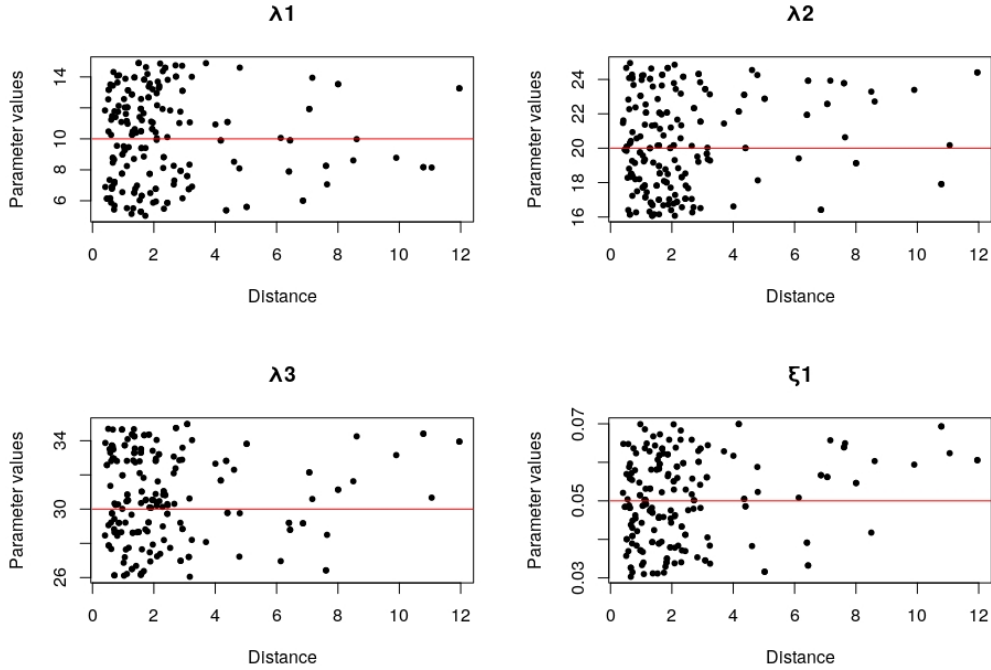 λ1
λ2
Parameter values
6 8 10 14
0 2 4 6 8 10 12
Distance
Parameter values
16 18 20 22 24
0 2 4 6 8 10 12
Distance
λ3
ξ1
Parameter values
26 30 34
0 2 4 6 8 10 12
Distance
Parameter values
0.03 0.05 0.07
0 2 4 6 8 10 12
Distance